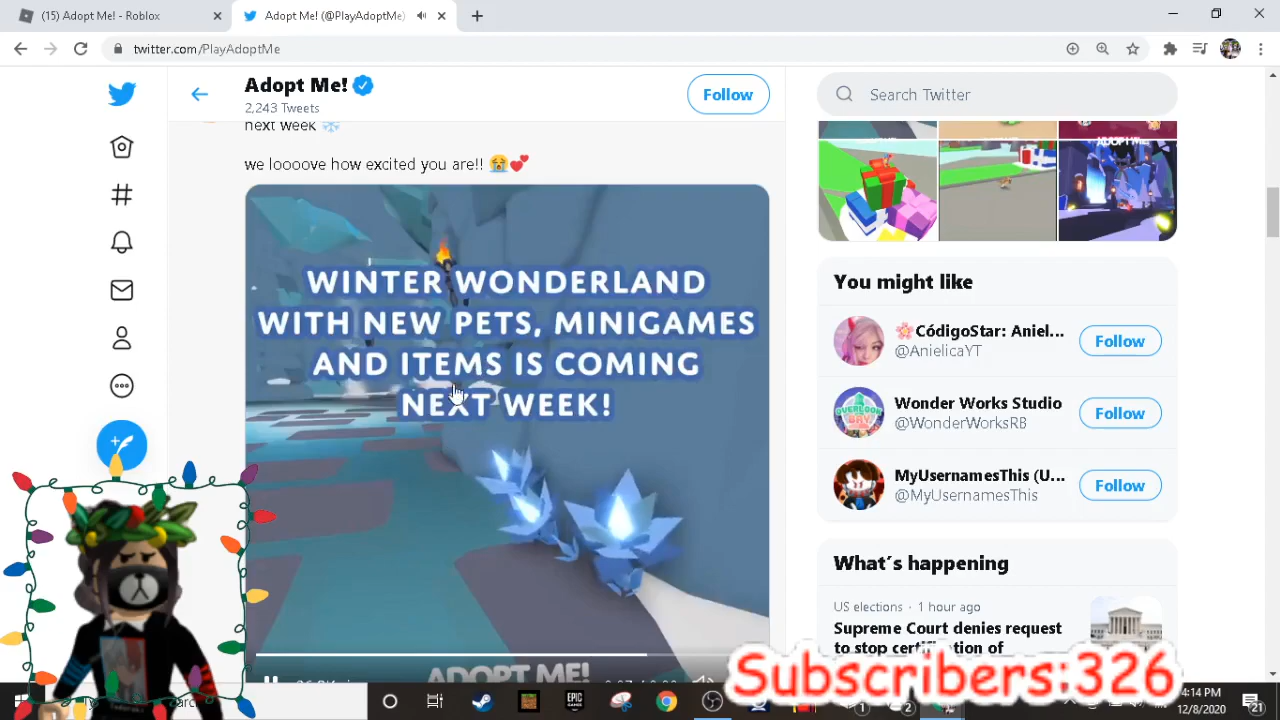 (15) Adopt Me! - Roblox
Adopt Me! (@PlayAdoptMe)
twitter.com/PlayAdoptMe
Adopt Me!
2,243 Tweets
Follow
Search Twitter
next week ❄️
we loooove how excited you are!! 😭💕
WINTER WONDERLAND
WITH NEW PETS, MINIGAMES
AND ITEMS IS COMING
NEXT WEEK!
ADOPT ME!
You might like
🌸CódigoStar: Aniel...
@AnielicaYT
Follow
Wonder Works Studio
@WonderWorksRB
Follow
MyUsernamesThis (U...
@MyUsernamesThis
Follow
What's happening
US elections · 1 hour ago
Supreme Court denies request
to stop certification of
Subscribers:326
4:14 PM
12/8/2020
21